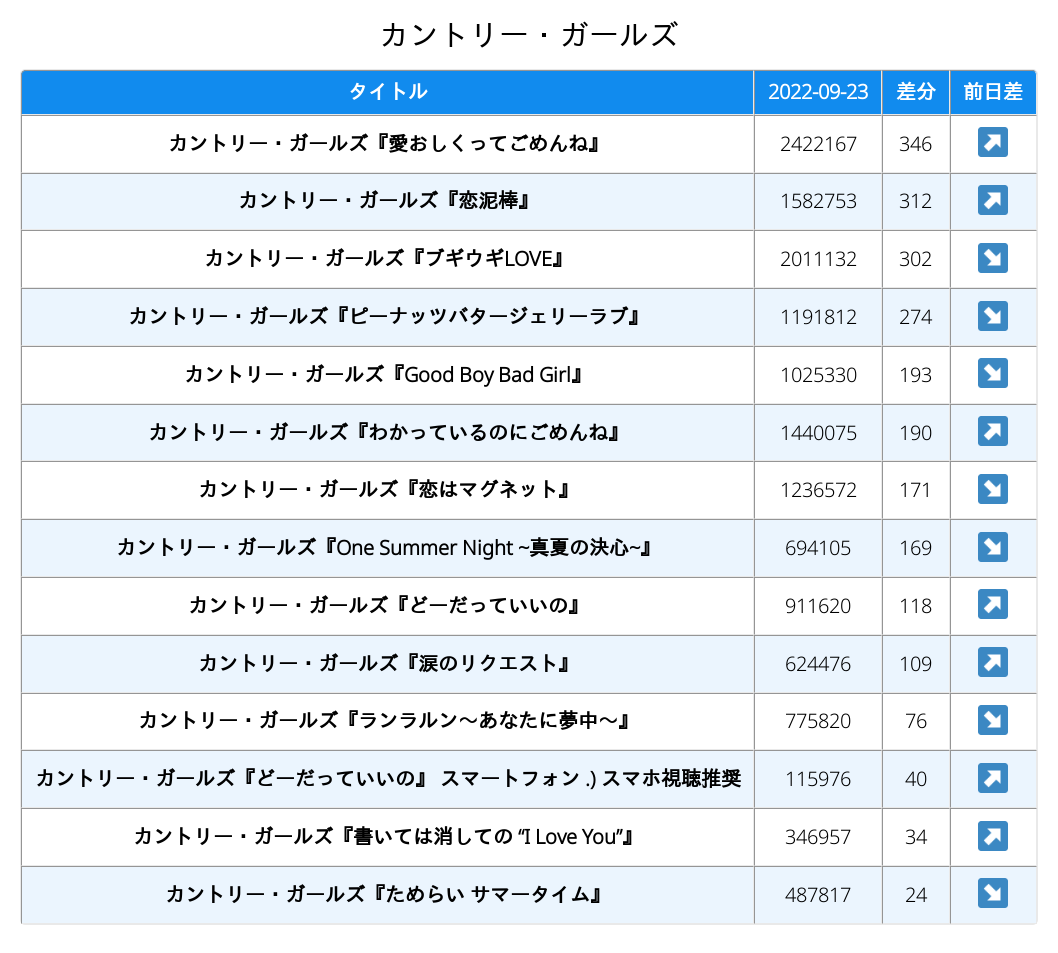 カントリー・ガールズ
タイトル 2022-09-23 差分 前日差
カントリー・ガールズ『愛おしくってごめんね』 2422167 346 ↗
カントリー・ガールズ『恋泥棒』 1582753 312 ↗
カントリー・ガールズ『ブギウギLOVE』 2011132 302 ↘
カントリー・ガールズ『ピーナッツバタージェリーラブ』 1191812 274 ↘
カントリー・ガールズ『Good Boy Bad Girl』 1025330 193 ↘
カントリー・ガールズ『わかっているのにごめんね』 1440075 190 ↗
カントリー・ガールズ『恋はマグネット』 1236572 171 ↘
カントリー・ガールズ『One Summer Night ~真夏の決心~』 694105 169 ↘
カントリー・ガールズ『どーだっていいの』 911620 118 ↗
カントリー・ガールズ『涙のリクエスト』 624476 109 ↗
カントリー・ガールズ『ランラルン〜あなたに夢中〜』 775820 76 ↘
カントリー・ガールズ『どーだっていいの』 スマートフォン .) スマホ視聴推奨 115976 40 ↗
カントリー・ガールズ『書いては消しての “I Love You”』 346957 34 ↗
カントリー・ガールズ『ためらい サマータイム』 487817 24 ↘